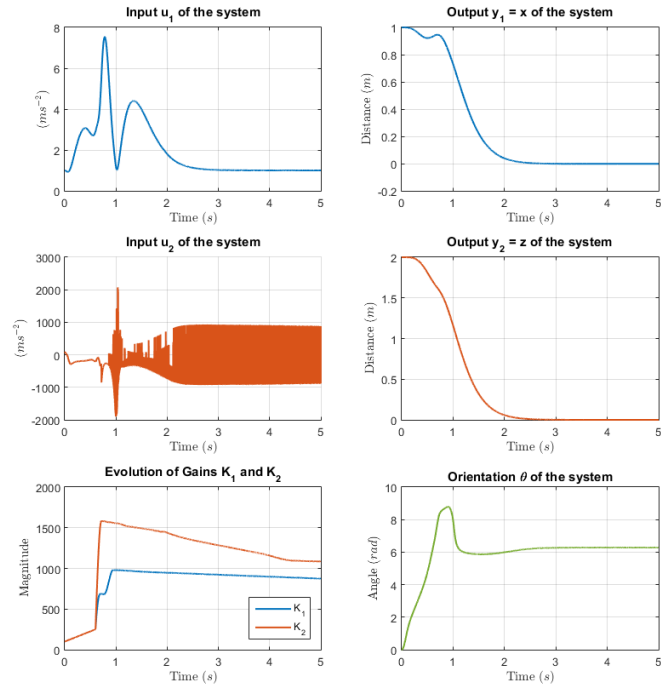 Input u1 of the system
8
6
4
2
0
(ms−2)
0 1 2 3 4 5
Time (s)
Output y1 = x of the system
1
0.8
0.6
0.4
0.2
0
-0.2
Distance (m)
0 1 2 3 4 5
Time (s)
Input u2 of the system
3000
2000
1000
0
-1000
-2000
(ms−2)
0 1 2 3 4 5
Time (s)
Output y2 = z of the system
2
1.5
1
0.5
0
Distance (m)
0 1 2 3 4 5
Time (s)
Evolution of Gains K1 and K2
2000
1500
1000
500
0
Magnitude
K1
K2
0 1 2 3 4 5
Time (s)
Orientation θ of the system
10
8
6
4
2
0
Angle (rad)
0 1 2 3 4 5
Time (s)